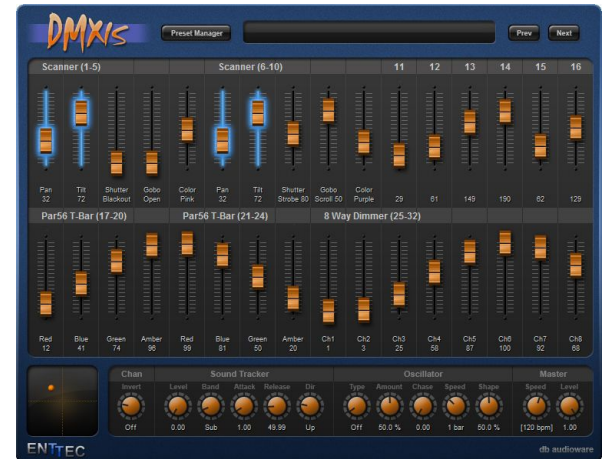 DMXIS
Preset Manager
Prev
Next
Scanner (1-5)
Scanner (6-10)
11
12
13
14
15
16
Pan
32
Tilt
72
Shutter
Blackout
Gobo
Open
Color
Pink
Pan
32
Tilt
72
Shutter
Strobe 80
Gobo
Scroll 50
Color
Purple
29
61
149
190
62
129
Par56 T-Bar (17-20)
Par56 T-Bar (21-24)
8 Way Dimmer (25-32)
Red
12
Blue
41
Green
74
Amber
96
Red
99
Blue
81
Green
50
Amber
20
Ch1
1
Ch2
3
Ch3
25
Ch4
58
Ch5
87
Ch6
100
Ch7
92
Ch8
68
Chan
Sound Tracker
Oscillator
Master
Invert
Level
Band
Attack
Release
Dir
Type
Amount
Chase
Speed
Shape
Speed
Level
Off
0.00
Sub
1.00
49.99
Up
Off
50.0 %
0.00
1 bar
50.0 %
[120 bpm]
1.00
ENTTEC
db audioware